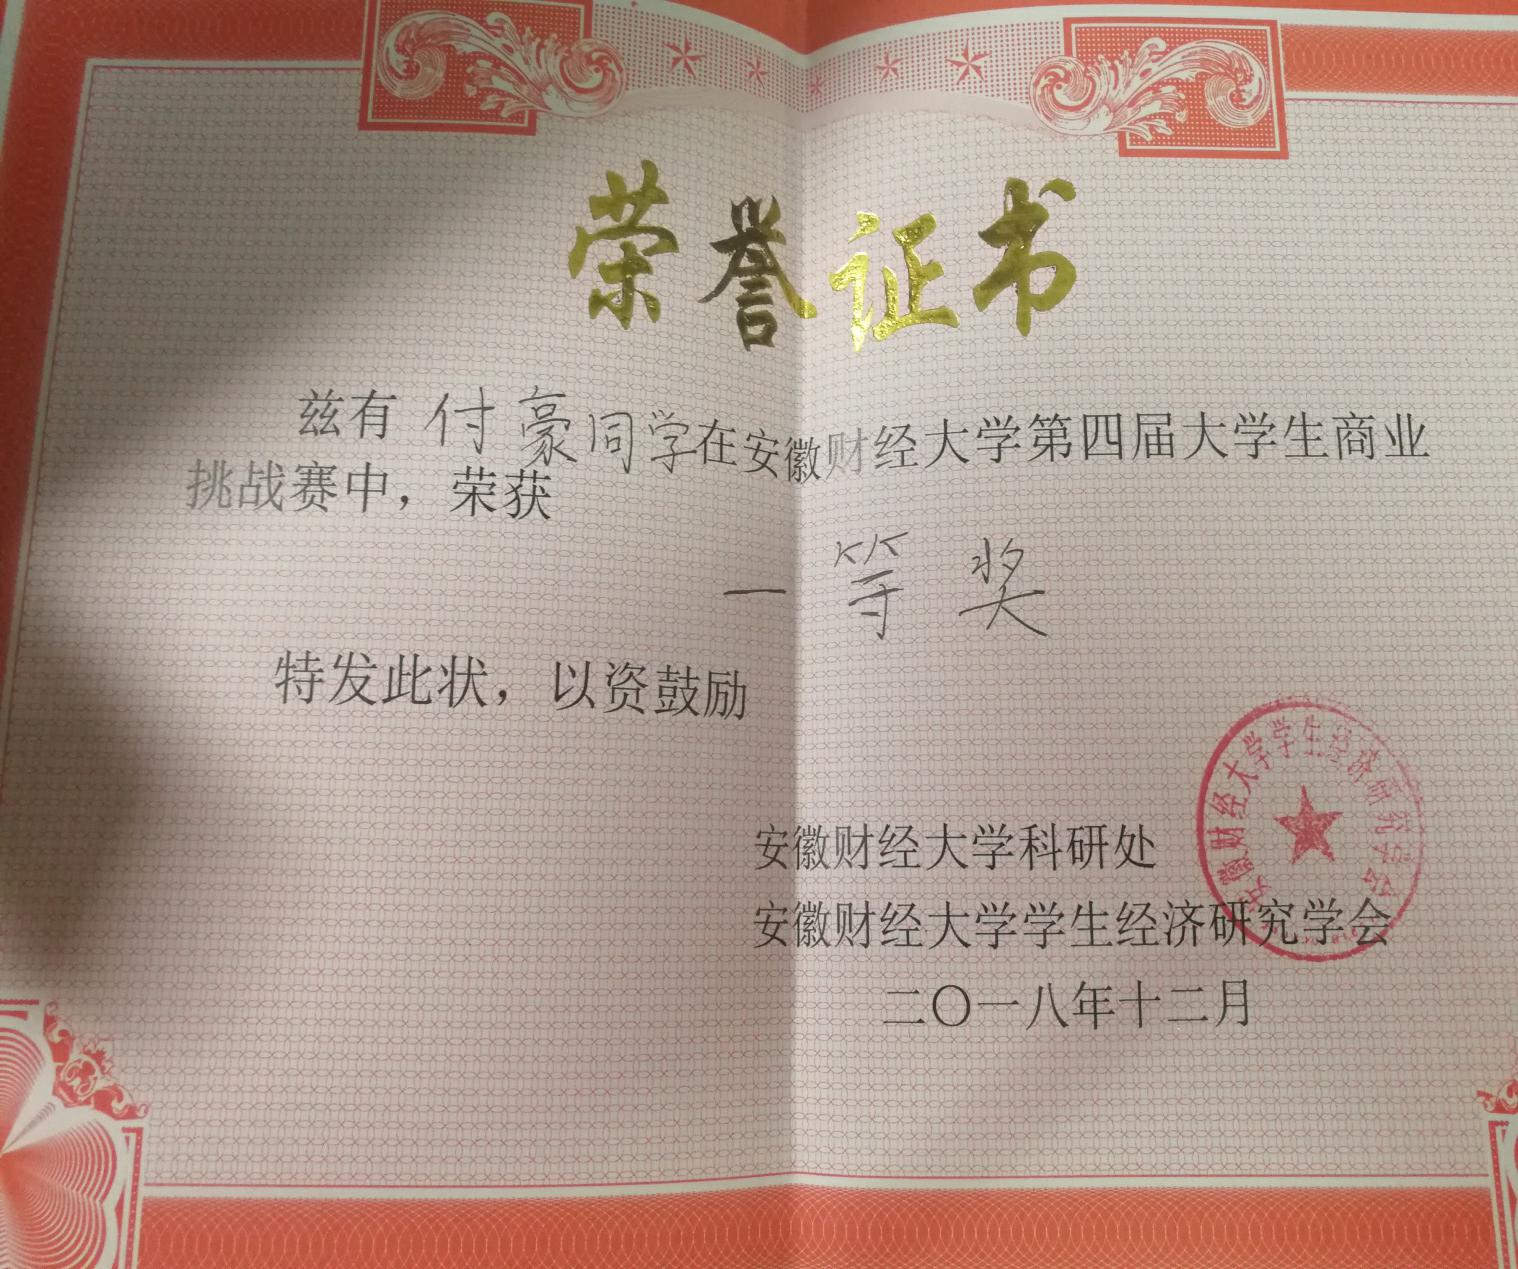 荣誉证书
兹有 付豪同学在安徽财经大学第四届大学生商业
挑战赛中，荣获
一等奖
特发此状，以资鼓励
安徽财经大学科研处
安徽财经大学学生经济研究学会
二〇一八年十二月
安徽财经大学学生经济研究学会